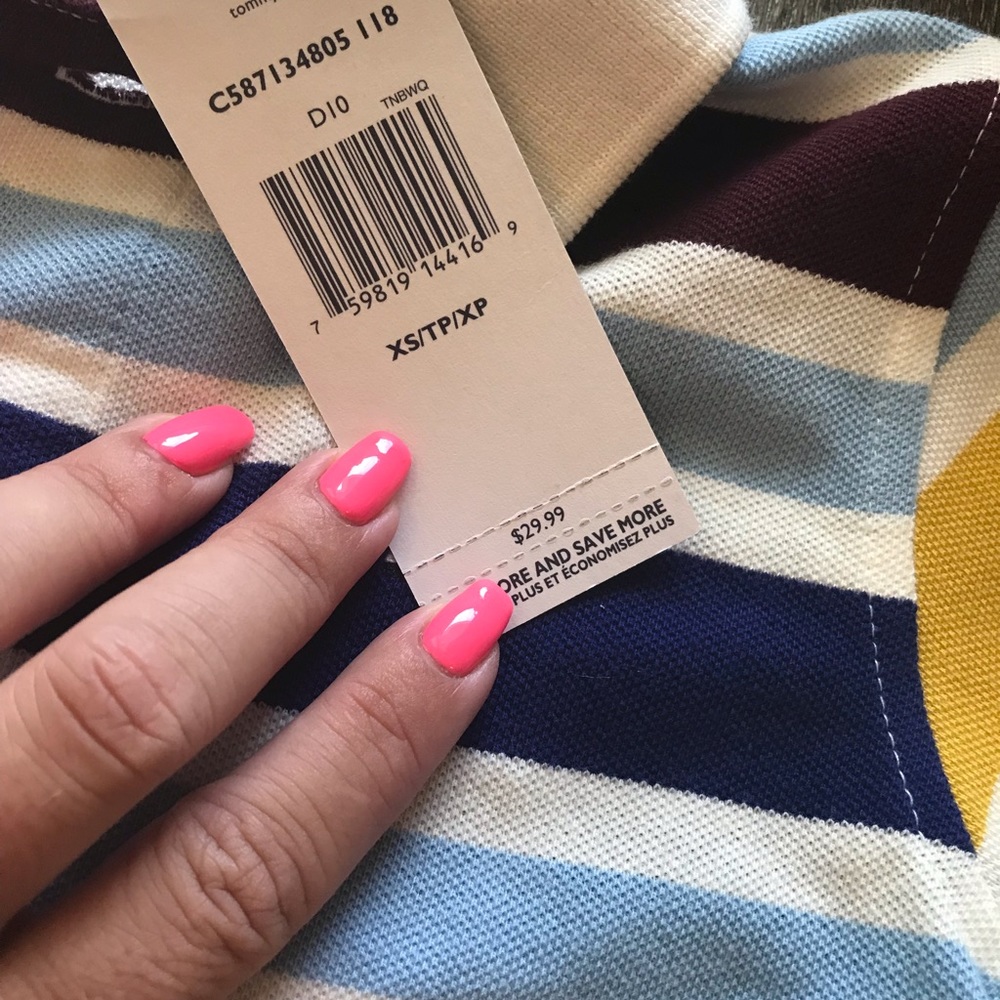 C587134805 118
D10 TNBWQ
7 59819 14416 9
XS/TP/XP
$29.99
AND SAVE MORE
PLUS ET ÉCONOMISEZ PLUS